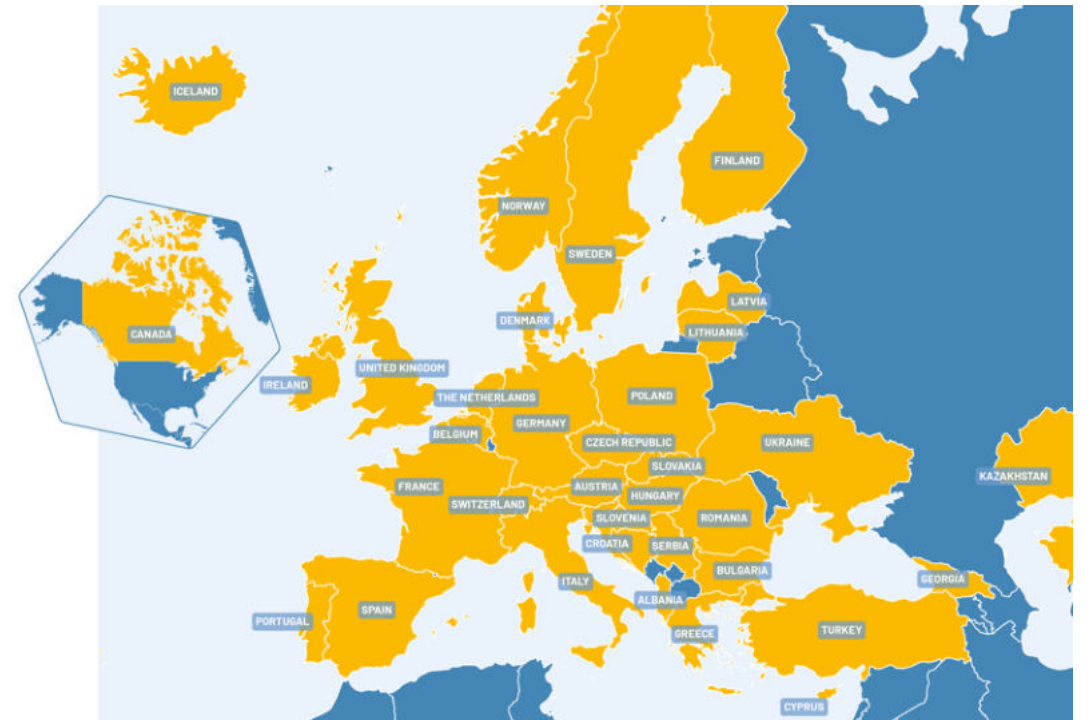 ICELAND
FINLAND
NORWAY
SWEDEN
LATVIA
DENMARK
LITHUANIA
CANADA
UNITED KINGDOM
IRELAND
THE NETHERLANDS
POLAND
GERMANY
BELGIUM
CZECH REPUBLIC
UKRAINE
SLOVAKIA
KAZAKHSTAN
FRANCE
AUSTRIA
HUNGARY
SWITZERLAND
SLOVENIA
ROMANIA
CROATIA
SERBIA
BULGARIA
GEORGIA
ITALY
ALBANIA
SPAIN
PORTUGAL
TURKEY
GREECE
CYPRUS